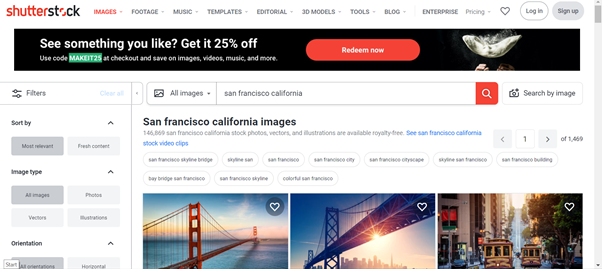 shutterstock
IMAGES FOOTAGE MUSIC TEMPLATES EDITORIAL 3D MODELS TOOLS BLOG ENTERPRISE Pricing Log in Sign up
See something you like? Get it 25% off
Use code MAKEIT25 at checkout and save on images, videos, music, and more.
Redeem now
Filters Clear all
All images san francisco california Search by image
Sort by
Most relevant Fresh content
Image type
All images Photos
Vectors Illustrations
Orientation
All orientations Horizontal
Start
San francisco california images
146,869 san francisco california stock photos, vectors, and illustrations are available royalty-free. See san francisco california
stock video clips
1 of 1,469
san francisco skyline bridge skyline san san francisco san francisco city san francisco cityscape skyline san francisco san francisco building
bay bridge san francisco san francisco skyline colorful san francisco